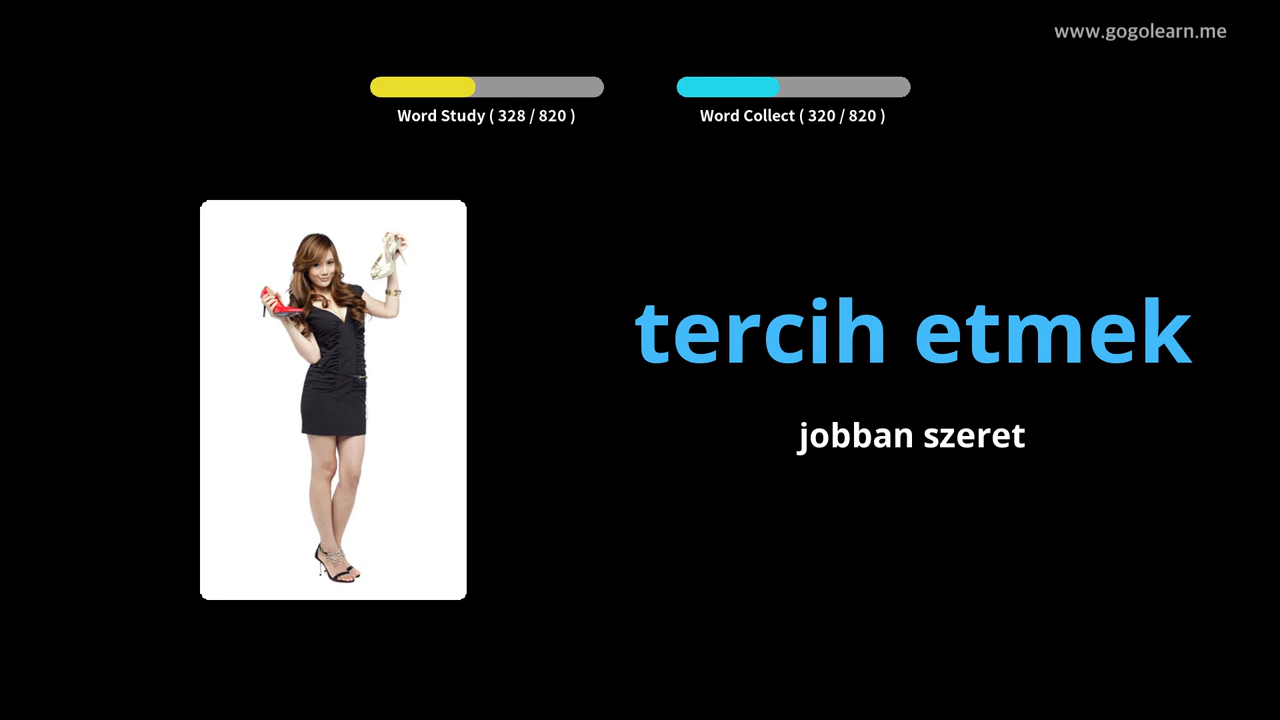 www.gogolearn.me
Word Study ( 328 / 820 )
Word Collect ( 320 / 820 )
tercih etmek
jobban szeret